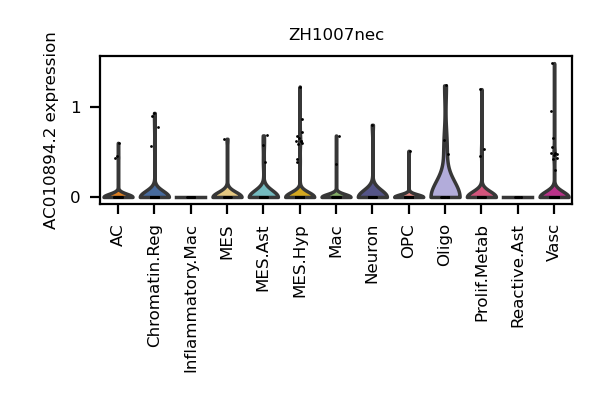 ZH1007nec
AC010894.2 expression
1
0
AC
Chromatin.Reg
Inflammatory.Mac
MES
MES.Ast
MES.Hyp
Mac
Neuron
OPC
Oligo
Prolif.Metab
Reactive.Ast
Vasc